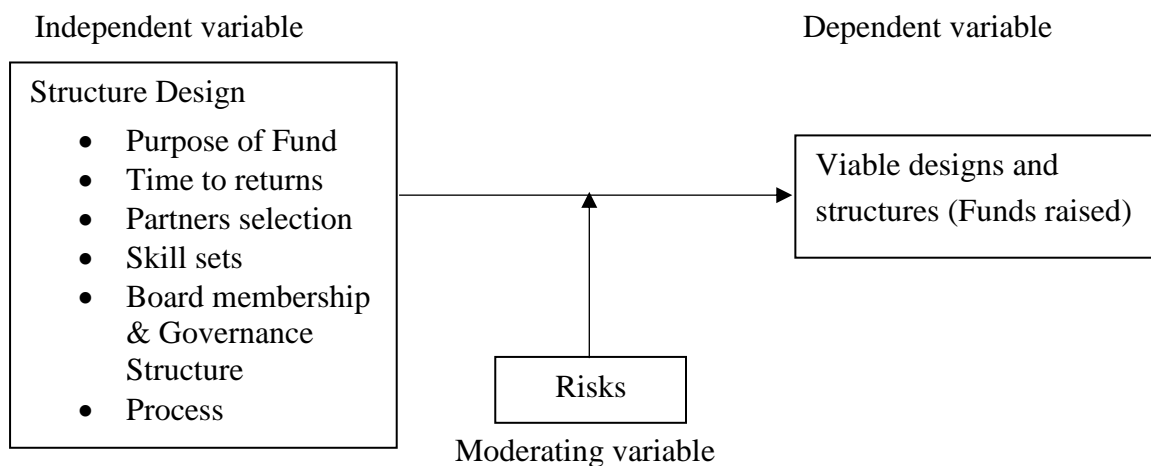 Independent variable
Dependent variable
Structure Design
• Purpose of Fund
• Time to returns
• Partners selection
• Skill sets
• Board membership
& Governance
Structure
• Process
Viable designs and
structures (Funds raised)
Risks
Moderating variable